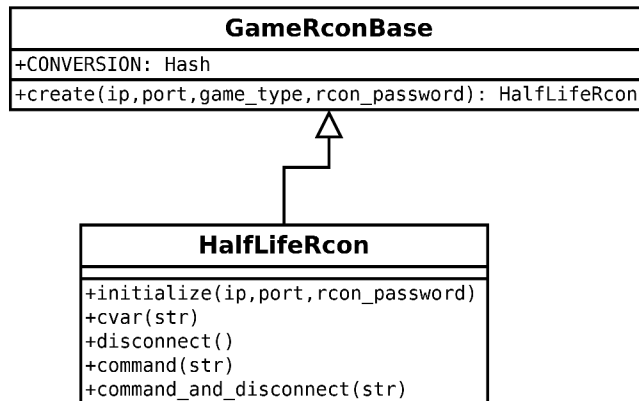 GameRconBase
+CONVERSION: Hash
+create(ip,port,game_type,rcon_password): HalfLifeRcon
HalfLifeRcon
+initialize(ip,port,rcon_password)
+cvar(str)
+disconnect()
+command(str)
+command_and_disconnect(str)